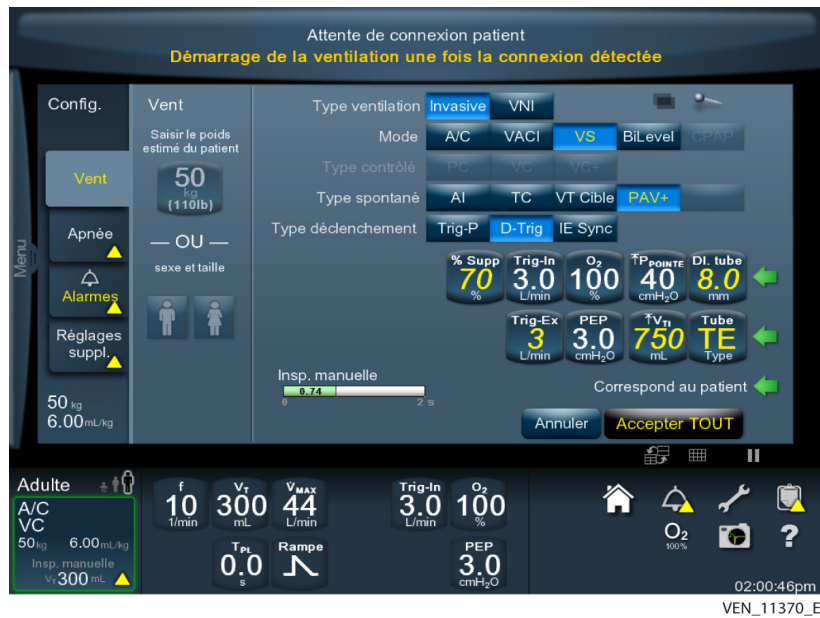 Attente de connexion patient
Démarrage de la ventilation une fois la connexion détectée
Menu
Config.
Vent
Apnée
Alarmes
Réglages
suppl.
50 kg
6.00 mL/kg
Vent
Saisir le poids
estimé du patient
50
kg
(110lb)
— OU —
sexe et taille
Type ventilation Invasive VNI
Mode A/C VACI VS BiLevel CPAP
Type contrôlé PC VC VC+
Type spontané AI TC VT Cible PAV+
Type déclenchement Trig-P D-Trig IE Sync
% Supp Trig-In O2 ↑PPOINTE DI. tube
70 3.0 100 40 8.0
% L/min % cmH2O mm
Trig-Ex PEP ↑VTI Tube
3 3.0 750 TE
L/min cmH2O mL Type
Insp. manuelle
0.74
0 2 s
Correspond au patient
Annuler Accepter TOUT
Adulte
A/C
VC
50 kg 6.00 mL/kg
Insp. manuelle
VT 300 mL
f VT V̇MAX Trig-In O2
10 300 44 3.0 100
1/min mL L/min L/min %
TPL Rampe PEP
0.0 3.0
s cmH2O
O2
100%
?
02:00:46pm
VEN_11370_E